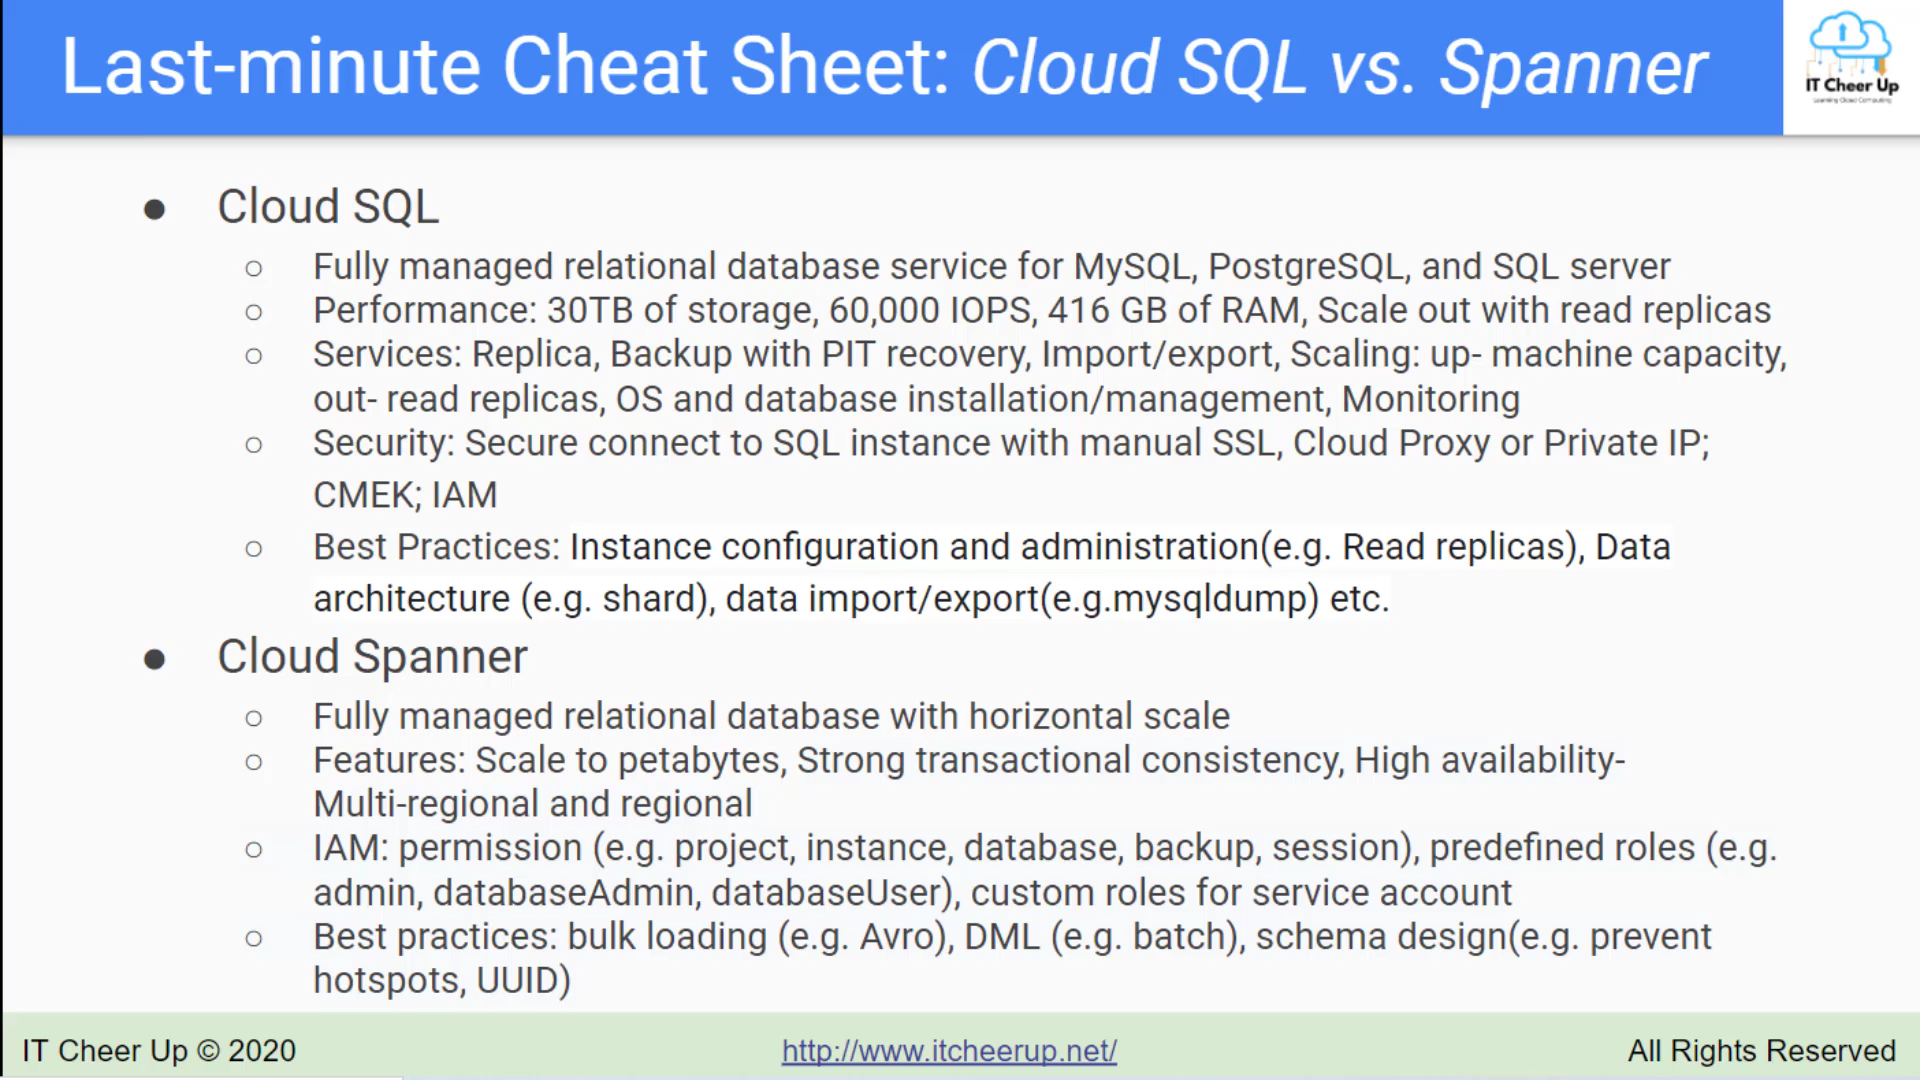 Last-minute Cheat Sheet: Cloud SQL vs. Spanner
IT Cheer Up
Learning Cloud Computing
● Cloud SQL
○ Fully managed relational database service for MySQL, PostgreSQL, and SQL server
○ Performance: 30TB of storage, 60,000 IOPS, 416 GB of RAM, Scale out with read replicas
○ Services: Replica, Backup with PIT recovery, Import/export, Scaling: up- machine capacity,
out- read replicas, OS and database installation/management, Monitoring
○ Security: Secure connect to SQL instance with manual SSL, Cloud Proxy or Private IP;
CMEK; IAM
○ Best Practices: Instance configuration and administration(e.g. Read replicas), Data
architecture (e.g. shard), data import/export(e.g.mysqldump) etc.
● Cloud Spanner
○ Fully managed relational database with horizontal scale
○ Features: Scale to petabytes, Strong transactional consistency, High availability-
Multi-regional and regional
○ IAM: permission (e.g. project, instance, database, backup, session), predefined roles (e.g.
admin, databaseAdmin, databaseUser), custom roles for service account
○ Best practices: bulk loading (e.g. Avro), DML (e.g. batch), schema design(e.g. prevent
hotspots, UUID)
IT Cheer Up © 2020
http://www.itcheerup.net/
All Rights Reserved